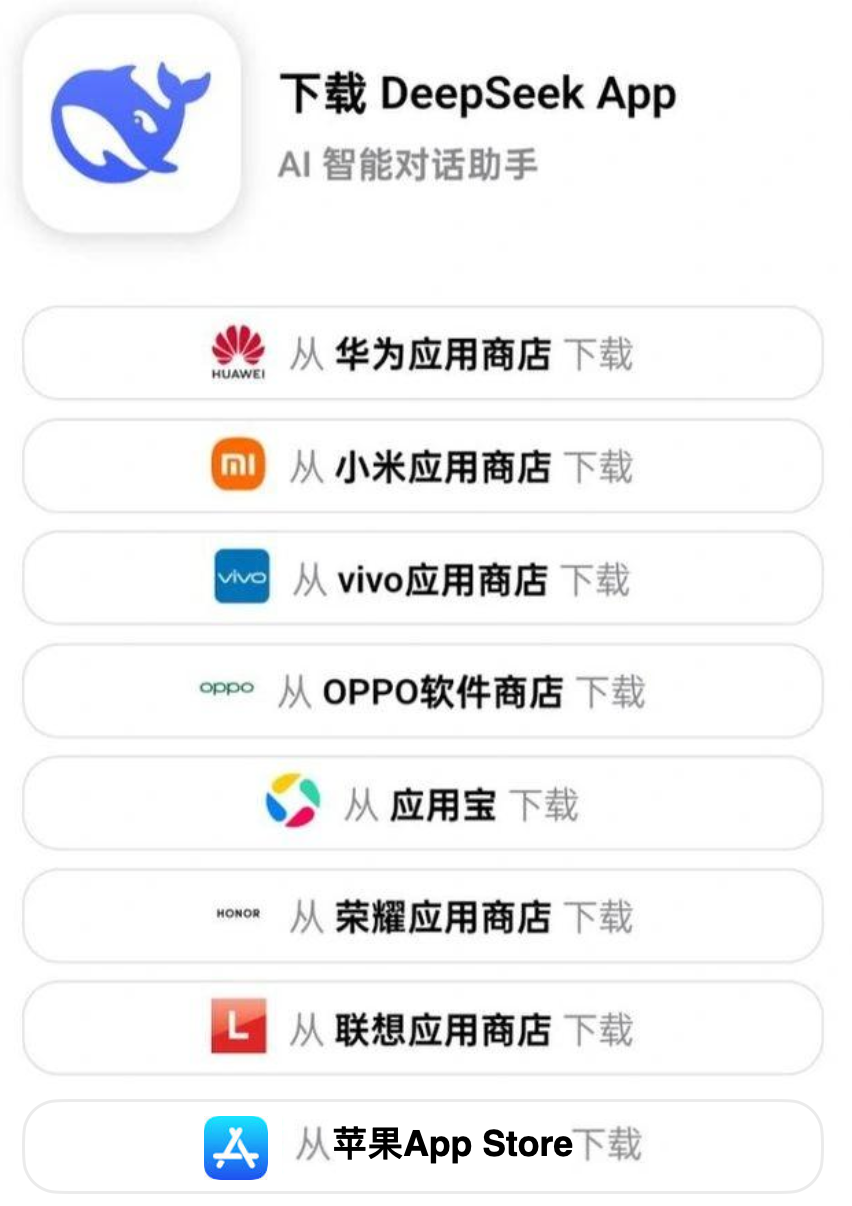 下载 DeepSeek App
AI 智能对话助手
HUAWEI 从 华为应用商店 下载
mi 从 小米应用商店 下载
vivo 从 vivo应用商店 下载
oppo 从 OPPO软件商店 下载
从 应用宝 下载
HONOR 从 荣耀应用商店 下载
L 从 联想应用商店 下载
从苹果App Store下载